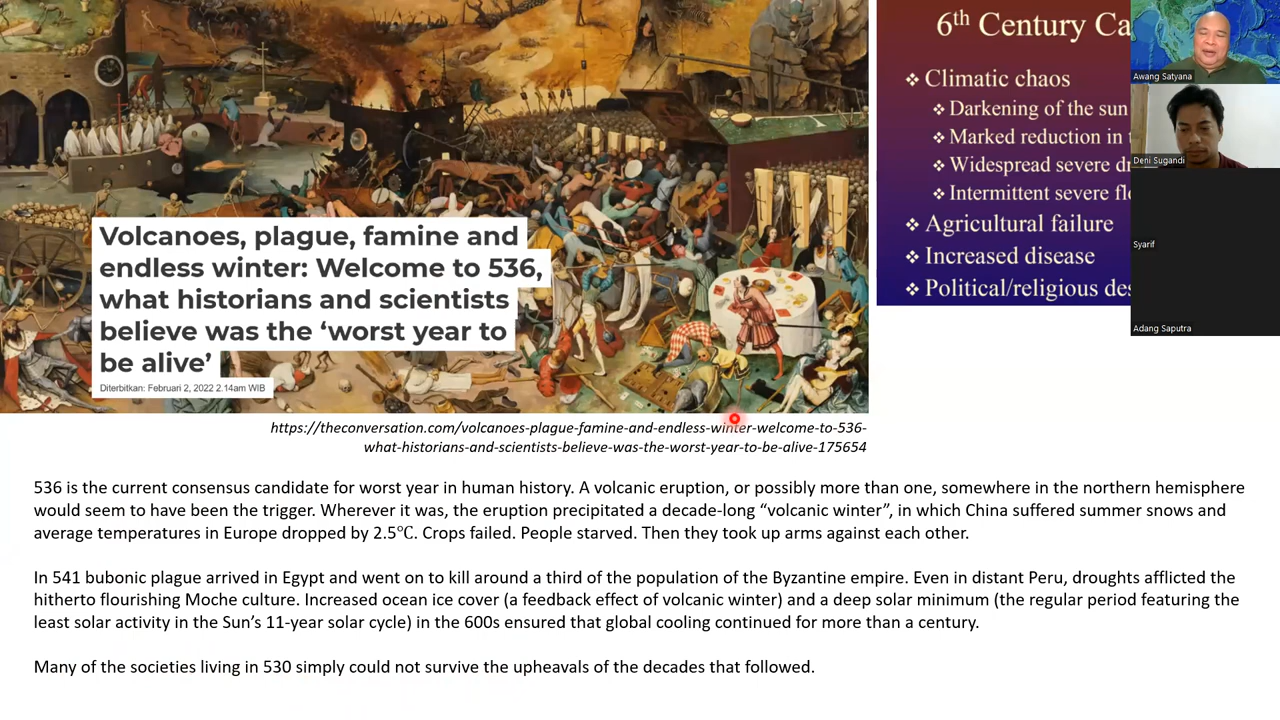 Volcanoes, plague, famine and
endless winter: Welcome to 536,
what historians and scientists
believe was the ‘worst year to
be alive’
Diterbitkan: Februari 2, 2022 2.14am WIB
https://theconversation.com/volcanoes-plague-famine-and-endless-winter-welcome-to-536-
what-historians-and-scientists-believe-was-the-worst-year-to-be-alive-175654
6th Century
❖ Climatic chaos
❖ Darkening of the sun
❖ Marked reduction in
❖ Widespread severe
❖ Intermittent severe
❖ Agricultural failure
❖ Increased disease
❖ Political/religious
Awang Satyana
Deni Sugandi
Syarif
Adang Saputra
536 is the current consensus candidate for worst year in human history. A volcanic eruption, or possibly more than one, somewhere in the northern hemisphere
would seem to have been the trigger. Wherever it was, the eruption precipitated a decade-long “volcanic winter”, in which China suffered summer snows and
average temperatures in Europe dropped by 2.5℃. Crops failed. People starved. Then they took up arms against each other.
In 541 bubonic plague arrived in Egypt and went on to kill around a third of the population of the Byzantine empire. Even in distant Peru, droughts afflicted the
hitherto flourishing Moche culture. Increased ocean ice cover (a feedback effect of volcanic winter) and a deep solar minimum (the regular period featuring the
least solar activity in the Sun’s 11-year solar cycle) in the 600s ensured that global cooling continued for more than a century.
Many of the societies living in 530 simply could not survive the upheavals of the decades that followed.